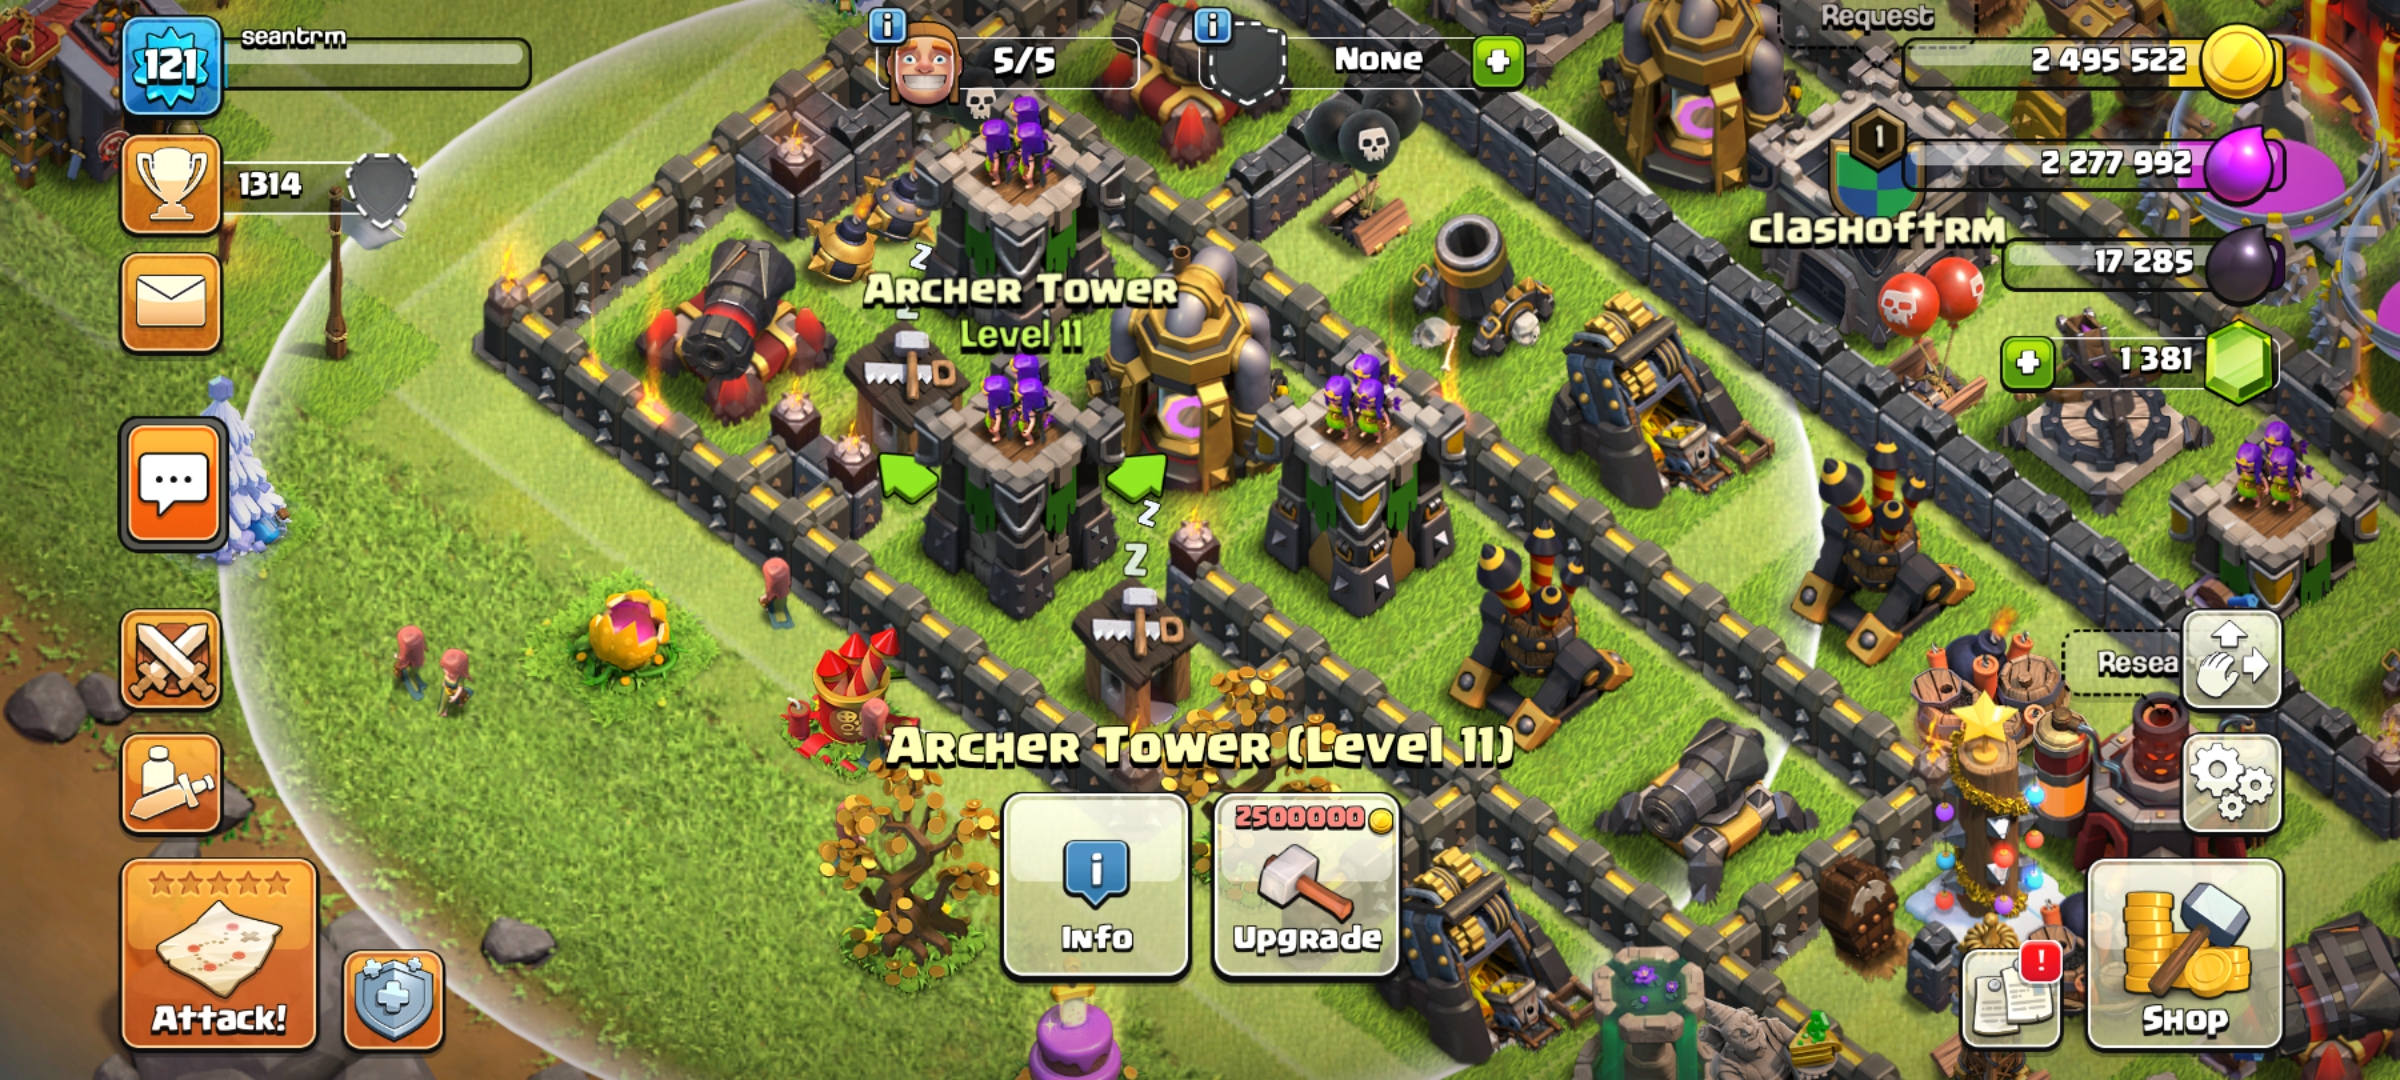 Request
121
seantrm
5/5
None
2 495 522
1314
1
2 277 992
clashoftRM
17 285
Archer Tower
Level 11
1 381
z
z
z
z
Resea
Archer Tower (Level 11)
2500000
Info
Upgrade
Attack!
Shop